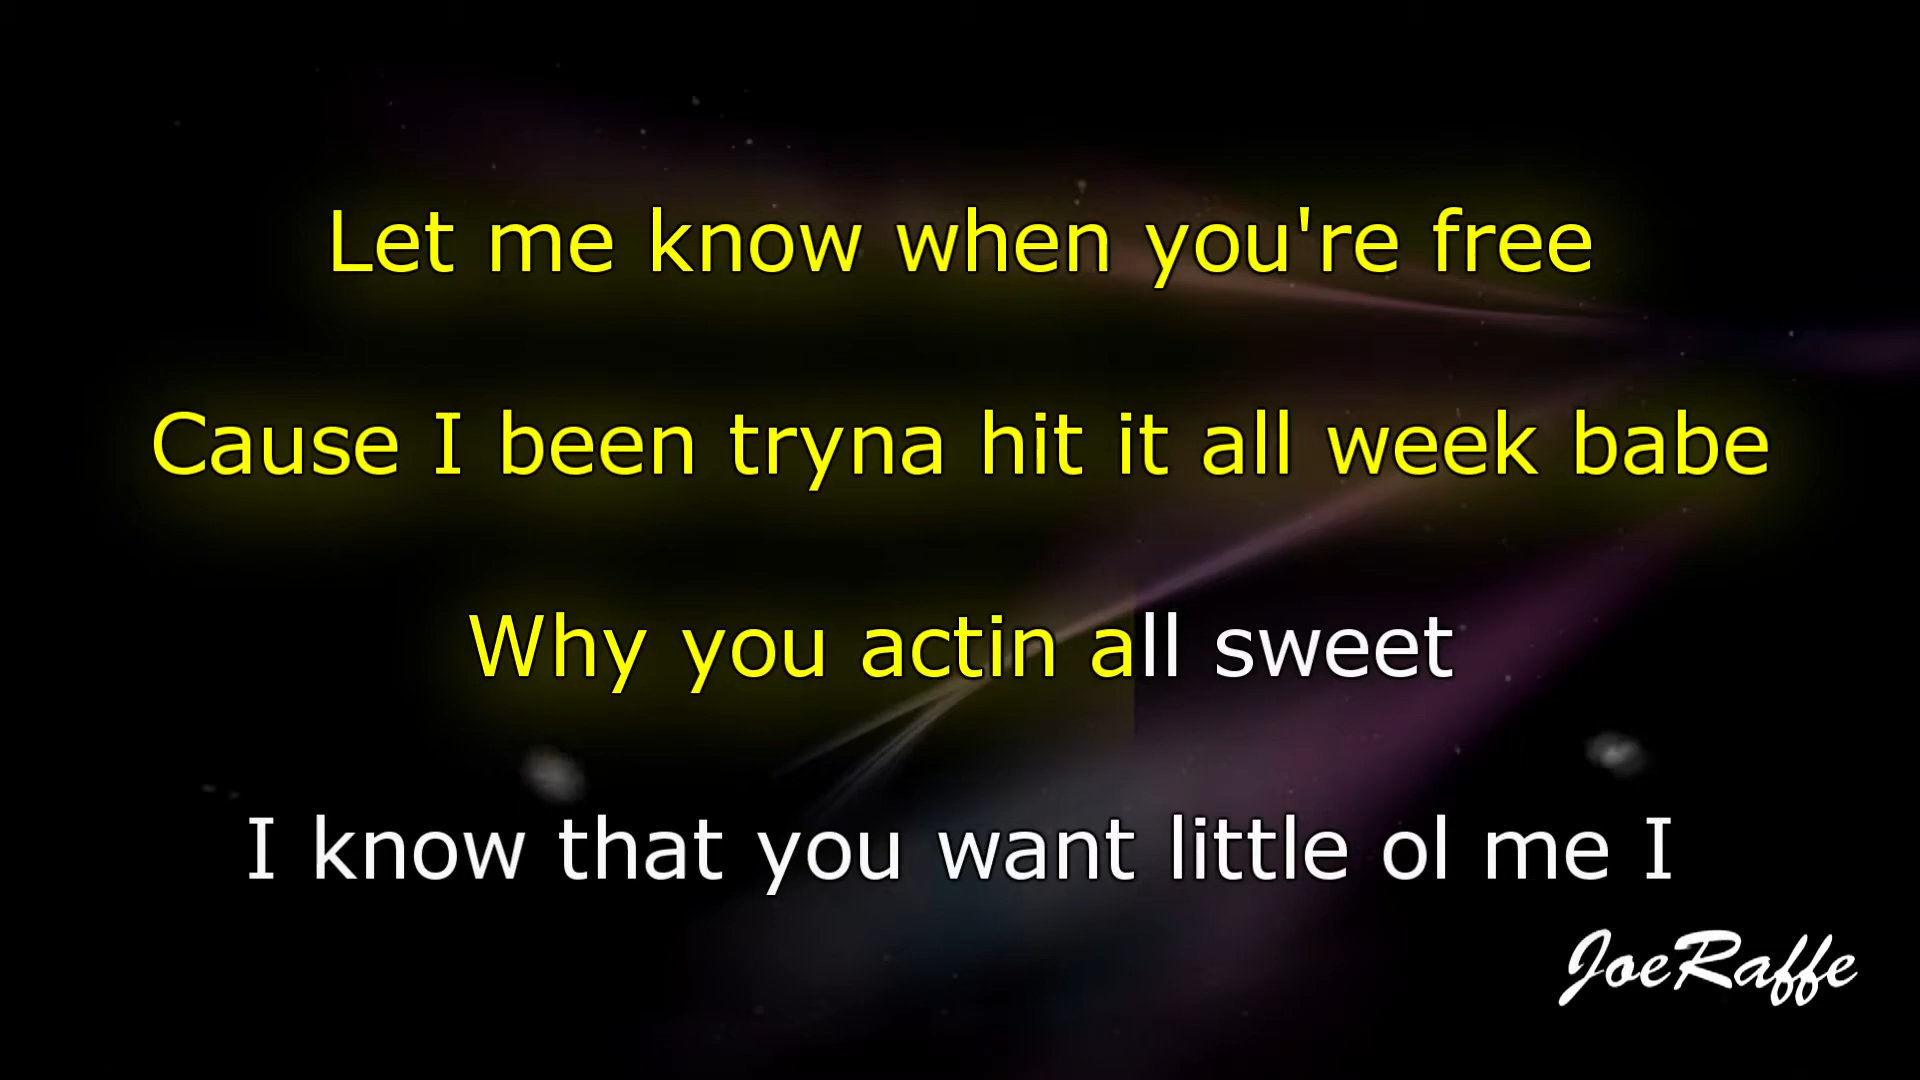 Let me know when you're free
Cause I been tryna hit it all week babe
Why you actin all sweet
I know that you want little ol me I
JoeRaffe